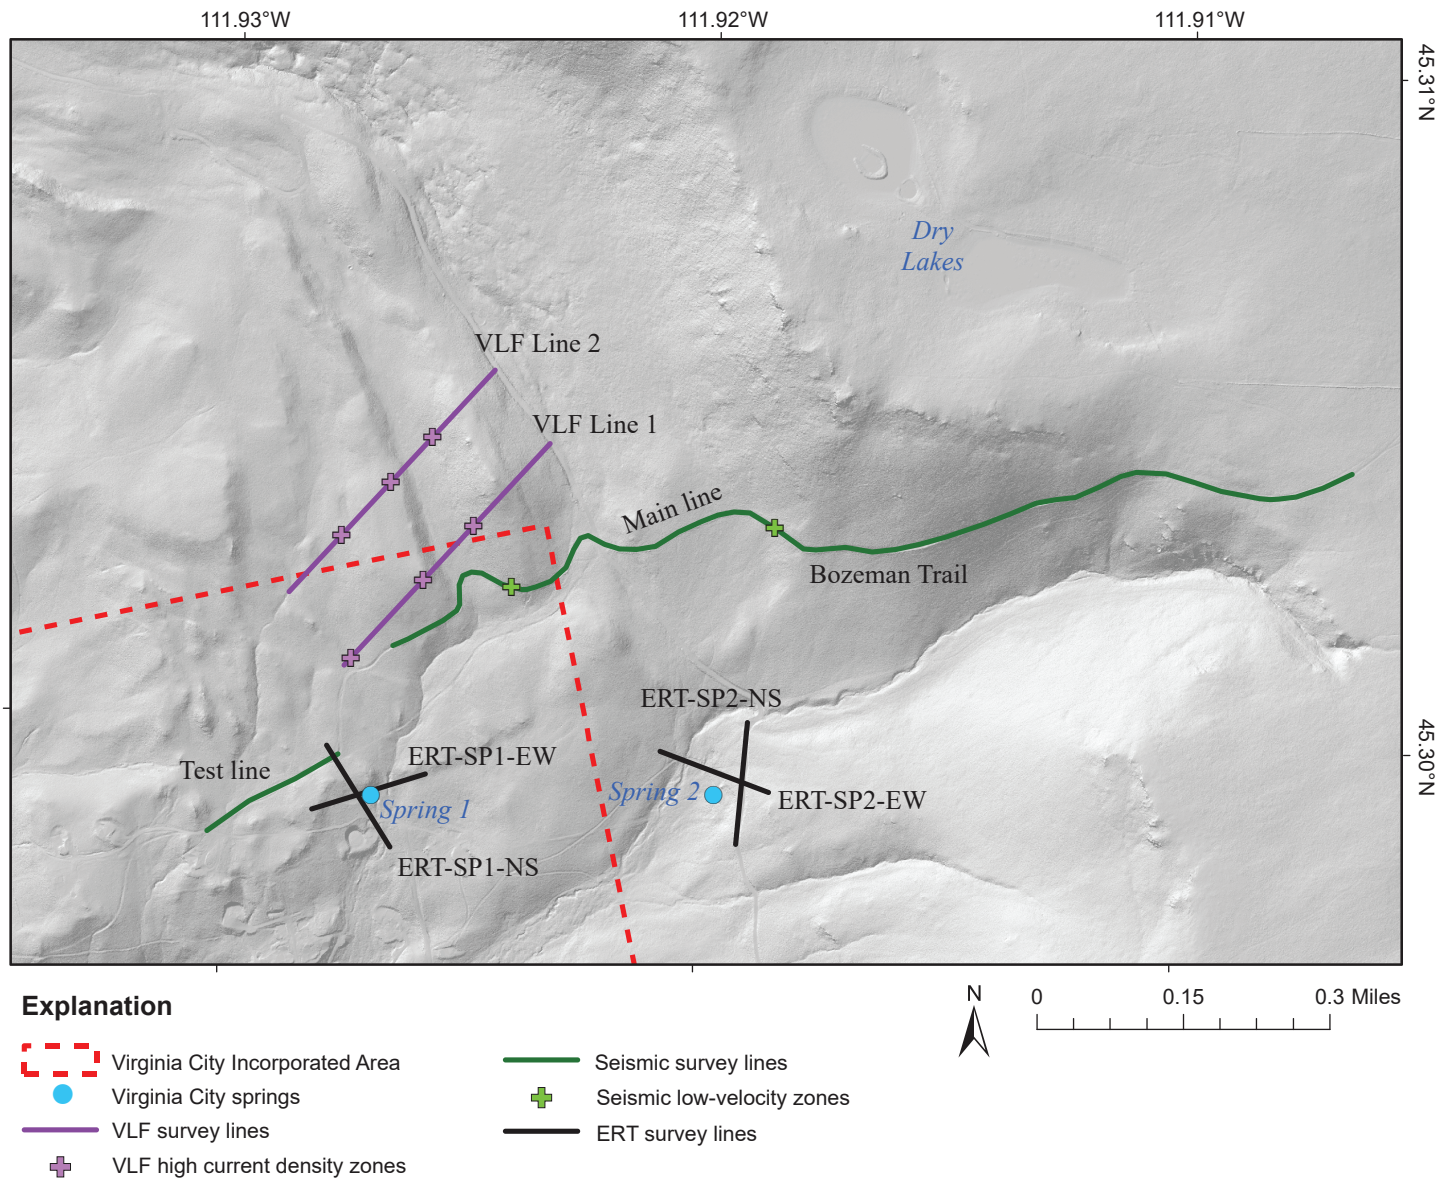 111.93°W
111.92°W
111.91°W
45.31°N
Dry
Lakes
VLF Line 2
VLF Line 1
Main line
Bozeman Trail
ERT-SP2-NS
45.30°N
ERT-SP1-EW
Test line
Spring 2
ERT-SP2-EW
Spring 1
ERT-SP1-NS
Explanation
N
0
0.15
0.3 Miles
Virginia City Incorporated Area
Virginia City springs
VLF survey lines
VLF high current density zones
Seismic survey lines
Seismic low-velocity zones
ERT survey lines